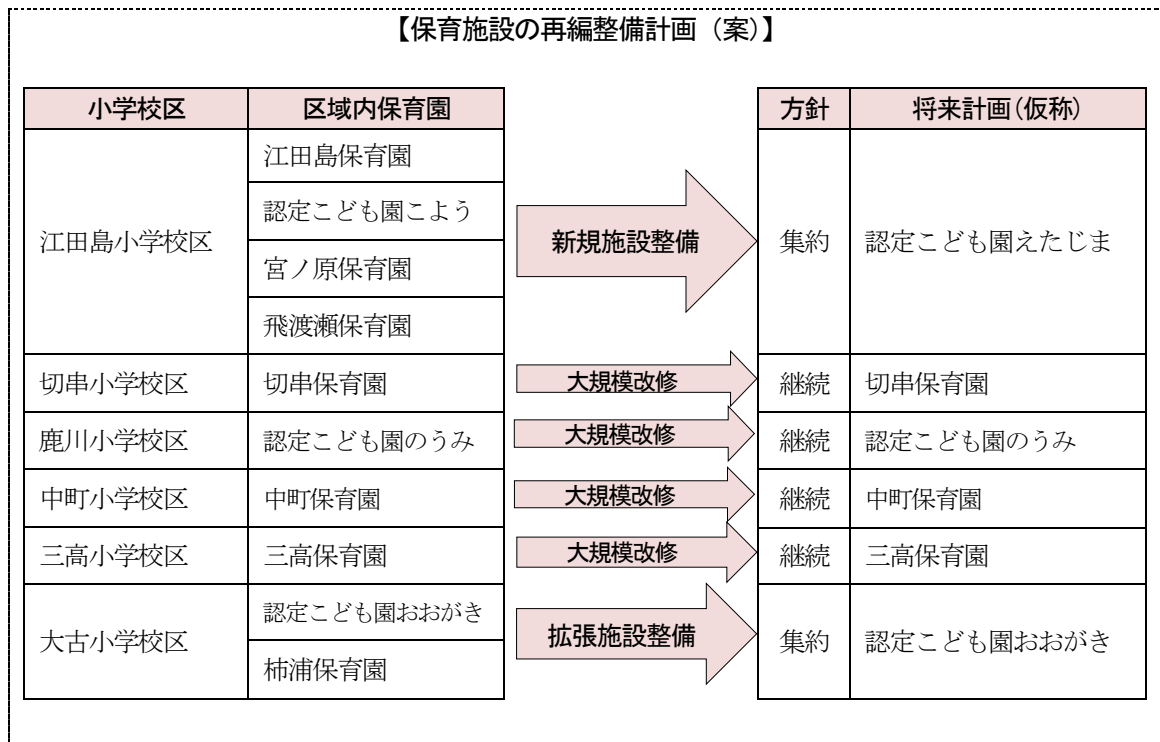 【保育施設の再編整備計画（案）】
小学校区 区域内保育園 方針 将来計画(仮称)
江田島小学校区
江田島保育園
認定こども園こよう
宮ノ原保育園
飛渡瀬保育園
新規施設整備
集約
認定こども園えたじま
切串小学校区 切串保育園 大規模改修 継続 切串保育園
鹿川小学校区 認定こども園のうみ 大規模改修 継続 認定こども園のうみ
中町小学校区 中町保育園 大規模改修 継続 中町保育園
三高小学校区 三高保育園 大規模改修 継続 三高保育園
大古小学校区
認定こども園おおがき
柿浦保育園
拡張施設整備
集約
認定こども園おおがき